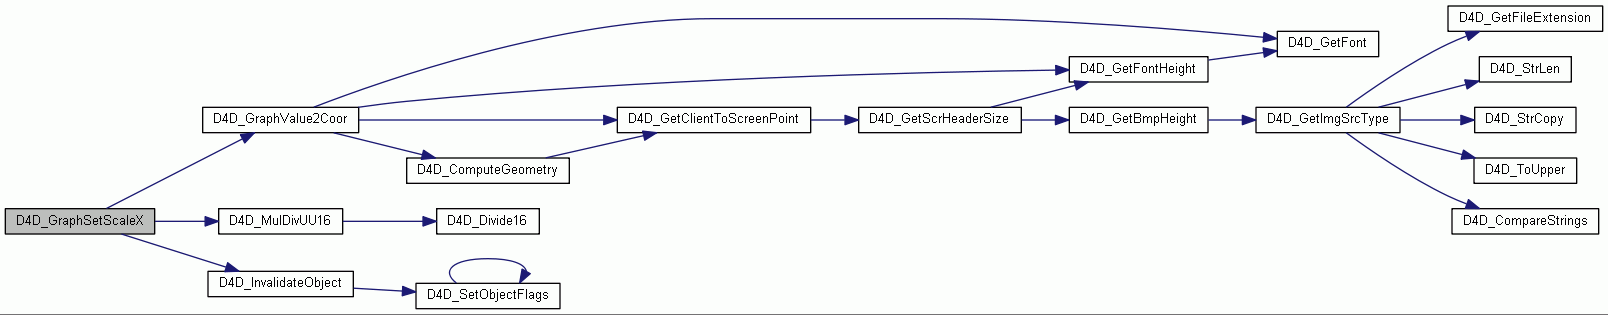 D4D_GetFileExtension
D4D_GetFont
D4D_GetFontHeight
D4D_StrLen
D4D_GraphValue2Coor
D4D_GetClientToScreenPoint
D4D_GetScrHeaderSize
D4D_GetBmpHeight
D4D_GetImgSrcType
D4D_StrCopy
D4D_ComputeGeometry
D4D_ToUpper
D4D_GraphSetScaleX
D4D_MulDivUU16
D4D_Divide16
D4D_CompareStrings
D4D_InvalidateObject
D4D_SetObjectFlags